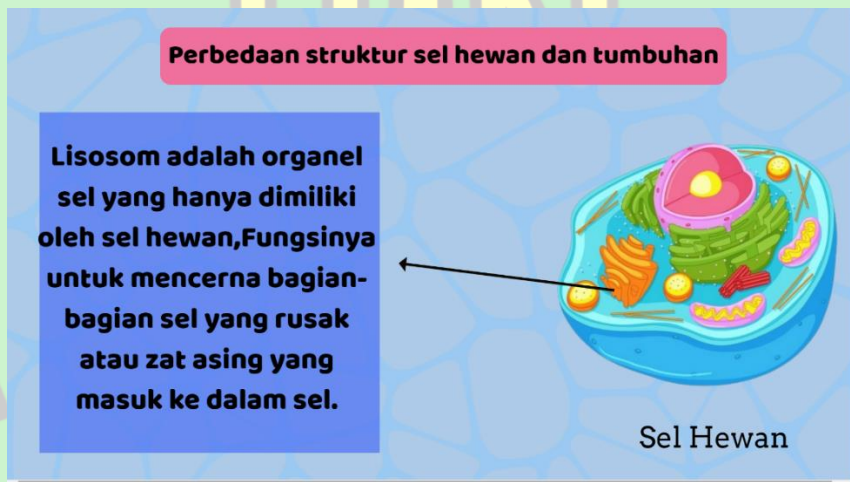 Perbedaan struktur sel hewan dan tumbuhan
Lisosom adalah organel
sel yang hanya dimiliki
oleh sel hewan,Fungsinya
untuk mencerna bagian-
bagian sel yang rusak
atau zat asing yang
masuk ke dalam sel.
Sel Hewan